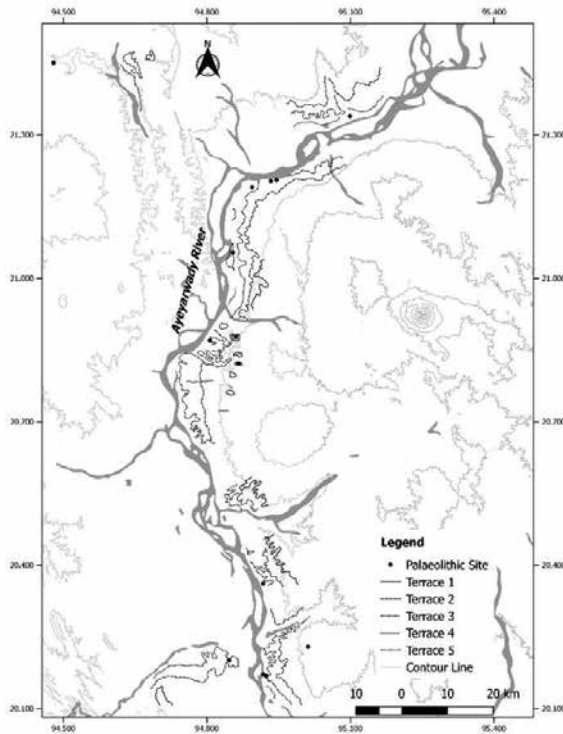 94.500 94.800 95.100 95.400
N
21.300 21.300
Ayeyarwady River
21.000 21.000
20.700 20.700
20.400 20.400
Legend
Palaeolithic Site
Terrace 1
Terrace 2
Terrace 3
Terrace 4
Terrace 5
Contour Line
10 0 10 20 km
20.100 20.100
94.500 94.800 95.100 95.400